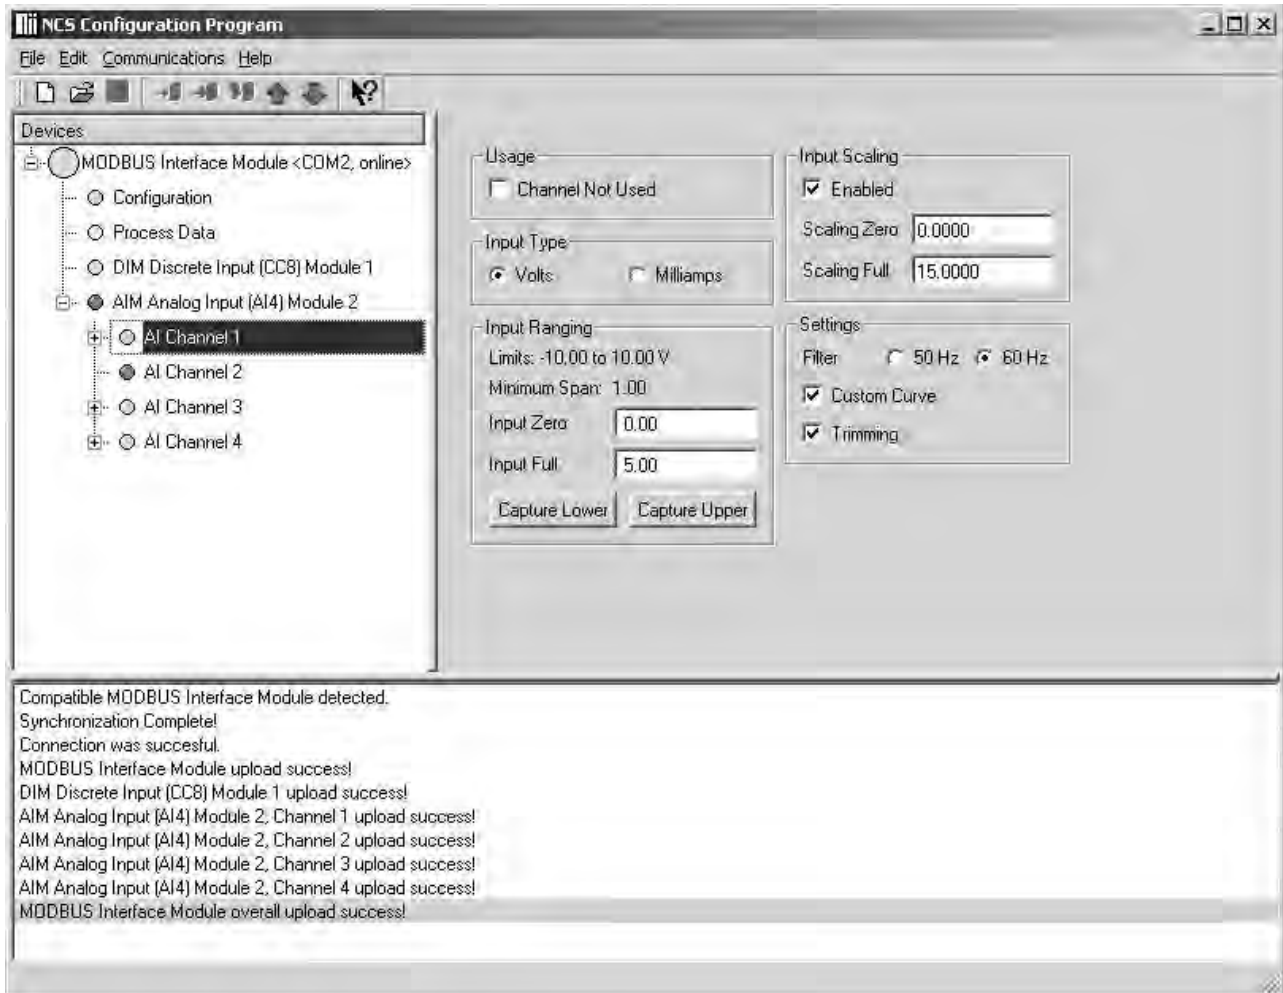 NCS Configuration Program
File Edit Communications Help
Devices
MODBUS Interface Module <COM2, online>
Configuration
Process Data
DIM Discrete Input (CC8) Module 1
AIM Analog Input (AI4) Module 2
AI Channel 1
AI Channel 2
AI Channel 3
AI Channel 4
Usage
Channel Not Used
Input Type
Volts Milliamps
Input Ranging
Limits: -10.00 to 10.00 V
Minimum Span: 1.00
Input Zero 0.00
Input Full 5.00
Capture Lower Capture Upper
Input Scaling
Enabled
Scaling Zero 0.0000
Scaling Full 15.0000
Settings
Filter 50 Hz 60 Hz
Custom Curve
Trimming
Compatible MODBUS Interface Module detected.
Synchronization Complete!
Connection was succesful.
MODBUS Interface Module upload success!
DIM Discrete Input (CC8) Module 1 upload success!
AIM Analog Input (AI4) Module 2, Channel 1 upload success!
AIM Analog Input (AI4) Module 2, Channel 2 upload success!
AIM Analog Input (AI4) Module 2, Channel 3 upload success!
AIM Analog Input (AI4) Module 2, Channel 4 upload success!
MODBUS Interface Module overall upload success!